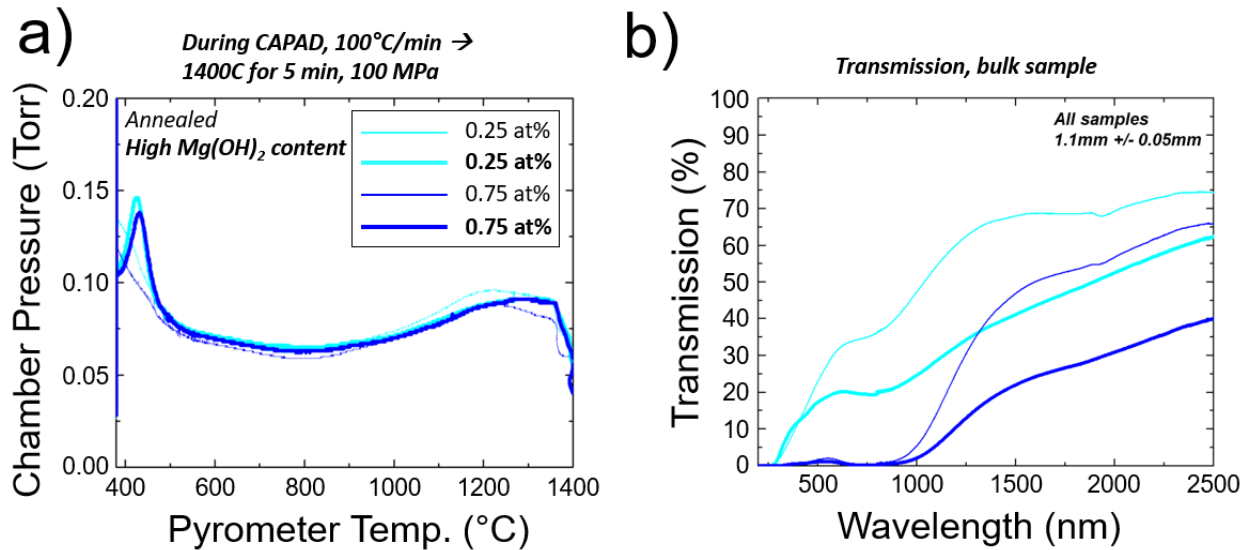 a)
During CAPAD, 100°C/min →
1400C for 5 min, 100 MPa
Chamber Pressure (Torr)
0.20
0.15
0.10
0.05
0.00
Annealed
High Mg(OH)2 content
0.25 at%
0.25 at%
0.75 at%
0.75 at%
400 600 800 1000 1200 1400
Pyrometer Temp. (°C)
b)
Transmission, bulk sample
Transmission (%)
100
90
80
70
60
50
40
30
20
10
0
All samples
1.1mm +/- 0.05mm
500 1000 1500 2000 2500
Wavelength (nm)